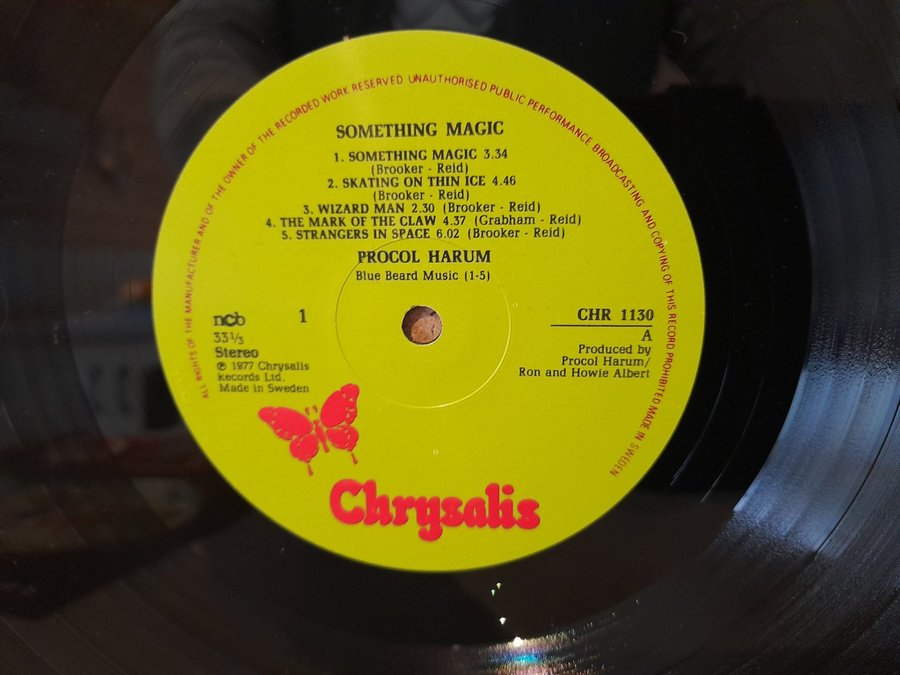 ALL RIGHTS OF THE MANUFACTURER AND OF THE OWNER OF THE RECORDED WORK RESERVED UNAUTHORISED PUBLIC PERFORMANCE BROADCASTING AND COPYING OF THIS RECORD PROHIBITED MADE IN SWEDEN
SOMETHING MAGIC
1. SOMETHING MAGIC 3.34
(Brooker - Reid)
2. SKATING ON THIN ICE 4.46
(Brooker - Reid)
3. WIZARD MAN 2.30 (Brooker - Reid)
4. THE MARK OF THE CLAW 4.37 (Grabham - Reid)
5. STRANGERS IN SPACE 6.02 (Brooker - Reid)
PROCOL HARUM
Blue Beard Music (1-5)
ncb
1
33 1/3
Stereo
℗ 1977 Chrysalis
Records Ltd.
Made in Sweden
CHR 1130
A
Produced by
Procol Harum/
Ron and Howie Albert
Chrysalis